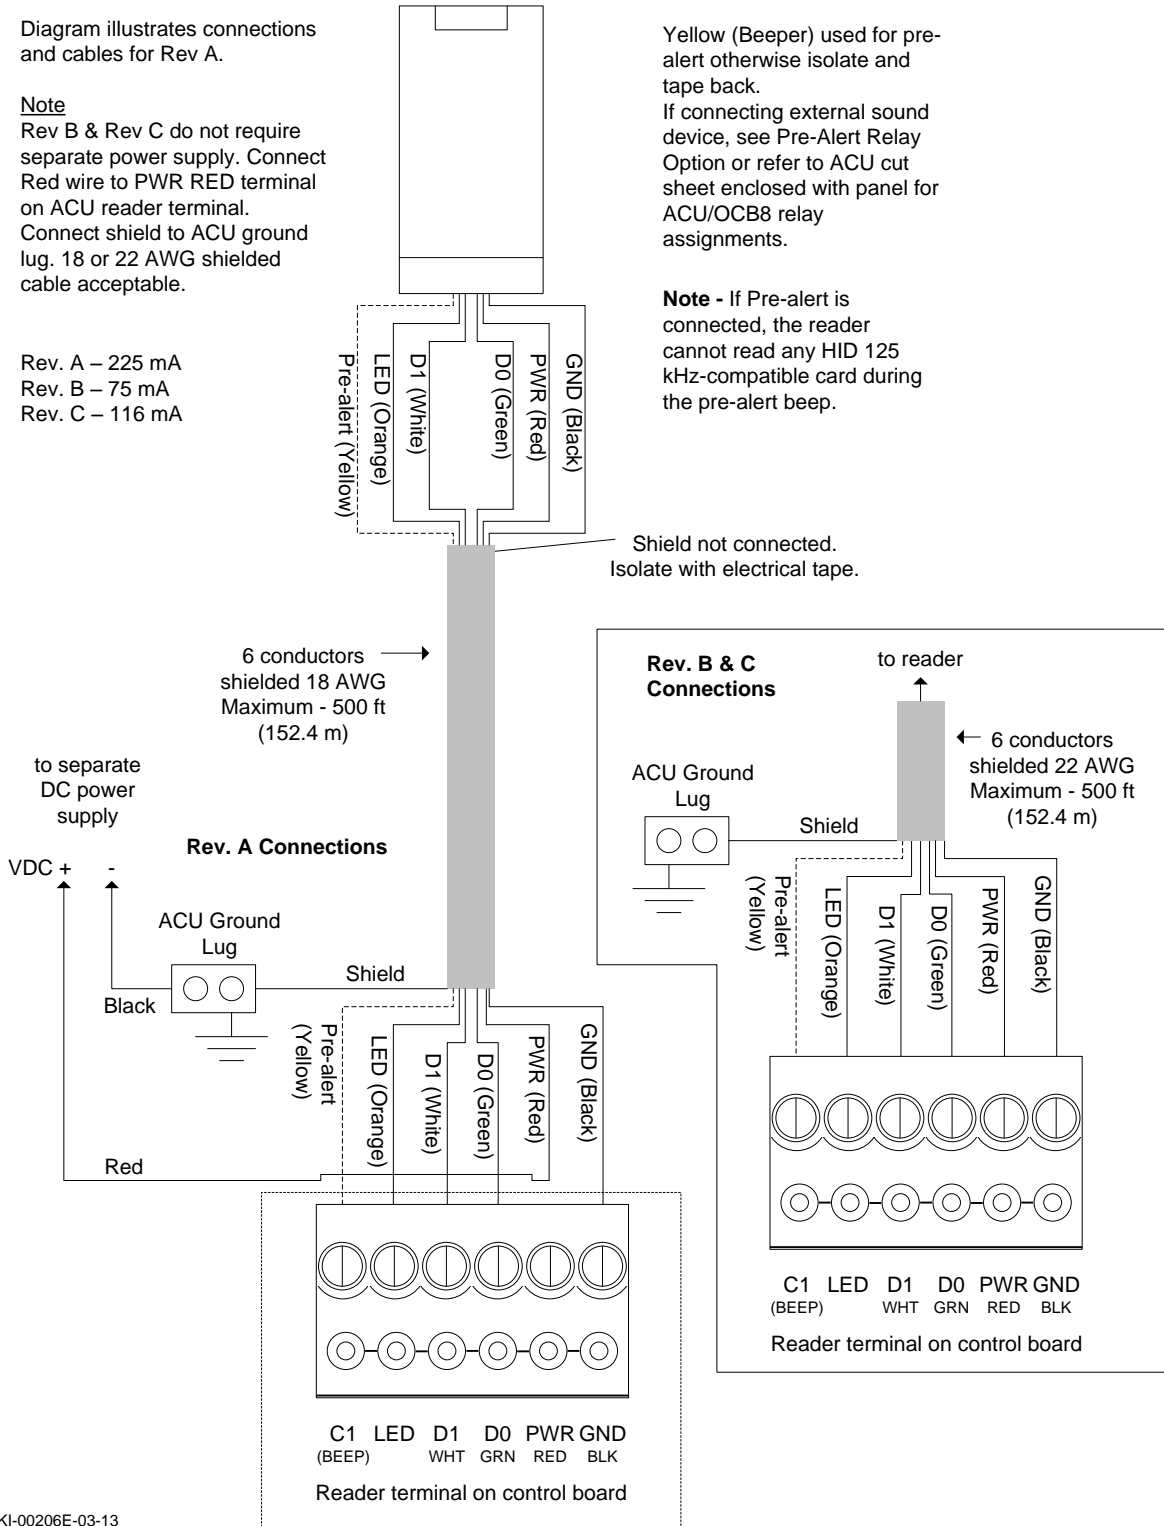 Diagram illustrates connections
and cables for Rev A.
Note
Rev B & Rev C do not require
separate power supply. Connect
Red wire to PWR RED terminal
on ACU reader terminal.
Connect shield to ACU ground
lug. 18 or 22 AWG shielded
cable acceptable.
Rev. A – 225 mA
Rev. B – 75 mA
Rev. C – 116 mA
Yellow (Beeper) used for pre-
alert otherwise isolate and
tape back.
If connecting external sound
device, see Pre-Alert Relay
Option or refer to ACU cut
sheet enclosed with panel for
ACU/OCB8 relay
assignments.
Note - If Pre-alert is
connected, the reader
cannot read any HID 125
kHz-compatible card during
the pre-alert beep.
Pre-alert (Yellow)
LED (Orange)
D1 (White)
D0 (Green)
PWR (Red)
GND (Black)
Shield not connected.
Isolate with electrical tape.
6 conductors
shielded 18 AWG
Maximum - 500 ft
(152.4 m)
to separate
DC power
supply
VDC + -
Rev. A Connections
ACU Ground
Lug
Shield
Black
Red
Pre-alert
(Yellow)
LED (Orange)
D1 (White)
D0 (Green)
PWR (Red)
GND (Black)
C1 LED D1 D0 PWR GND
(BEEP) WHT GRN RED BLK
Reader terminal on control board
Rev. B & C
Connections
to reader
6 conductors
shielded 22 AWG
Maximum - 500 ft
(152.4 m)
ACU Ground
Lug
Shield
Pre-alert
(Yellow)
LED (Orange)
D1 (White)
D0 (Green)
PWR (Red)
GND (Black)
C1 LED D1 D0 PWR GND
(BEEP) WHT GRN RED BLK
Reader terminal on control board
KI-00206E-03-13